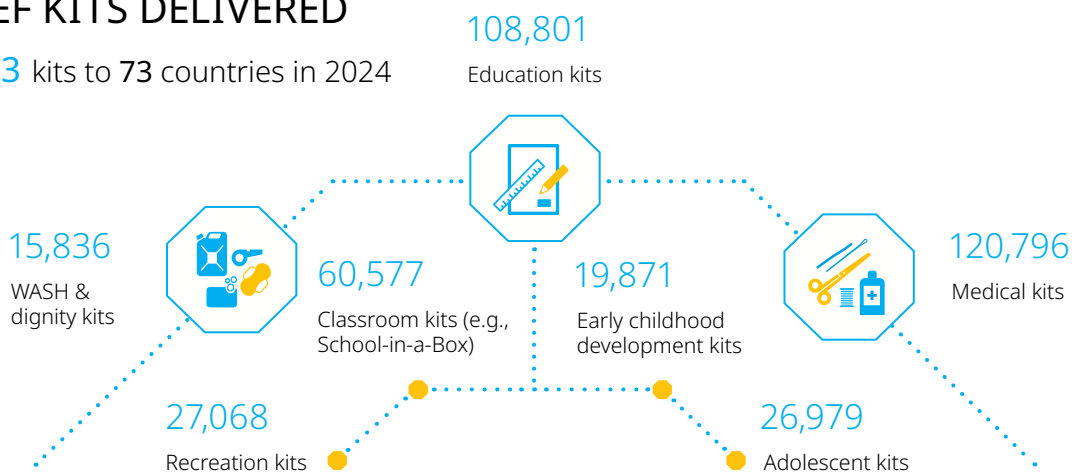 KITS DELIVERED
3 kits to 73 countries in 2024
108,801
Education kits
15,836
WASH &
dignity kits
60,577
Classroom kits (e.g.,
School-in-a-Box)
19,871
Early childhood
development kits
120,796
Medical kits
27,068
Recreation kits
26,979
Adolescent kits